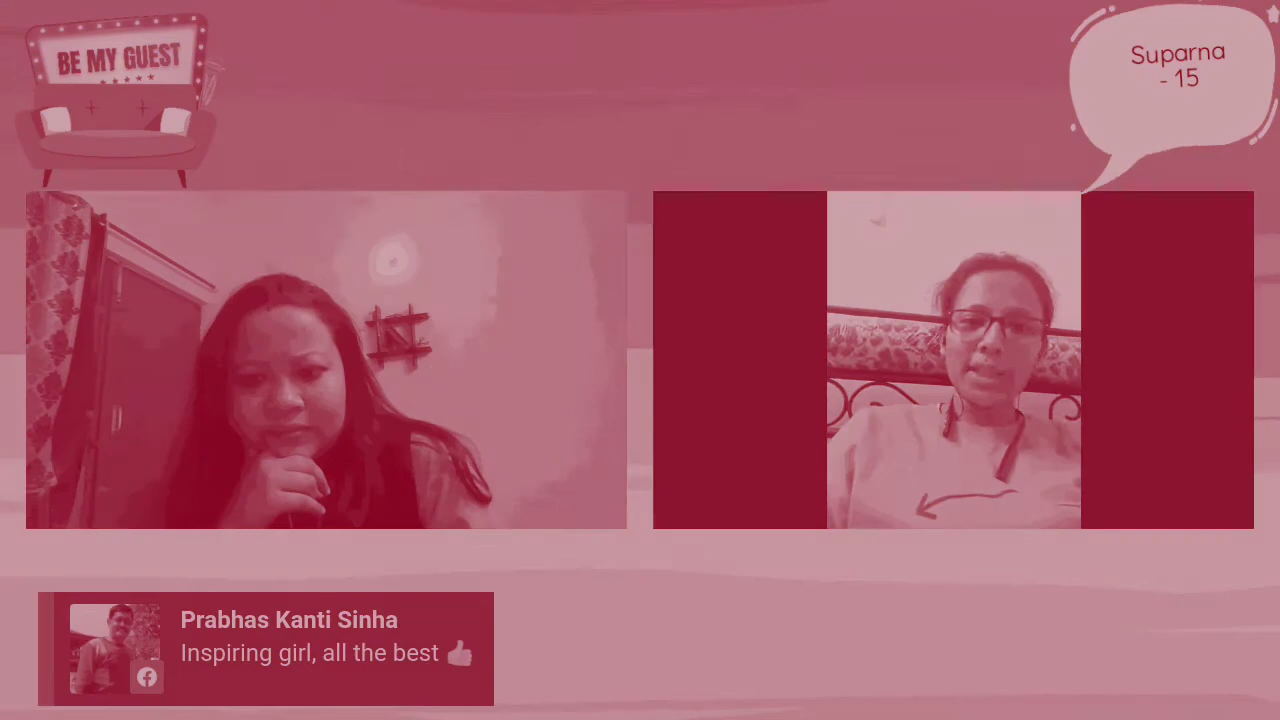 BE MY GUEST
Suparna
- 15
Prabhas Kanti Sinha
Inspiring girl, all the best 👍